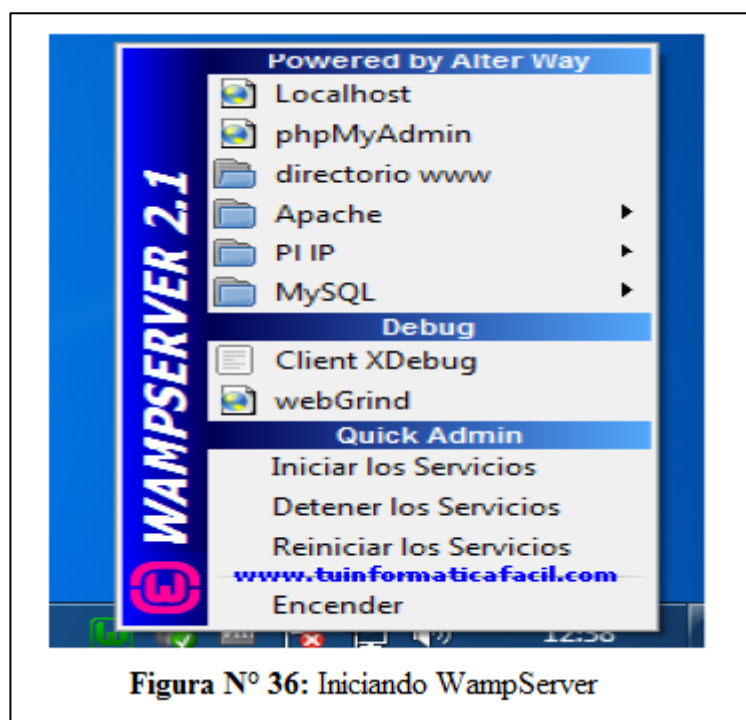 Powered by Alter Way
Localhost
phpMyAdmin
directorio www
Apache
PHP
MySQL
Debug
Client XDebug
webGrind
Quick Admin
Iniciar los Servicios
Detener los Servicios
Reiniciar los Servicios
www.tuinformaticafacil.com
Encender
WAMPSERVER 2.1
12:58
Figura N° 36: Iniciando WampServer